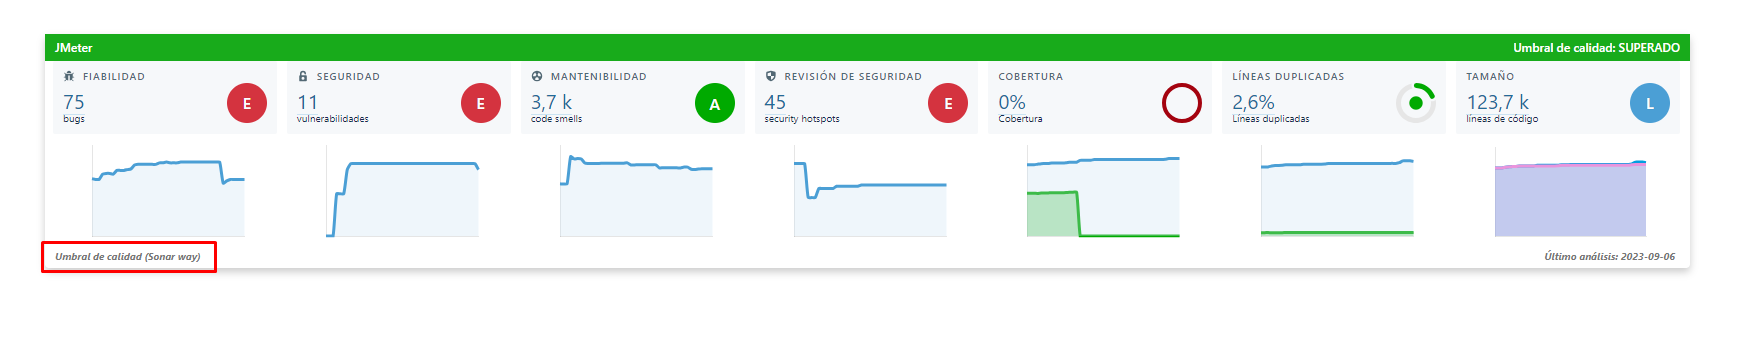 JMeter
Umbral de calidad: SUPERADO
FIABILIDAD
75
bugs
E
SEGURIDAD
11
vulnerabilidades
E
MANTENIBILIDAD
3,7 k
code smells
A
REVISIÓN DE SEGURIDAD
45
security hotspots
E
COBERTURA
0%
Cobertura
LÍNEAS DUPLICADAS
2,6%
Líneas duplicadas
TAMAÑO
123,7 k
líneas de código
L
Umbral de calidad (Sonar way)
Último análisis: 2023-09-06